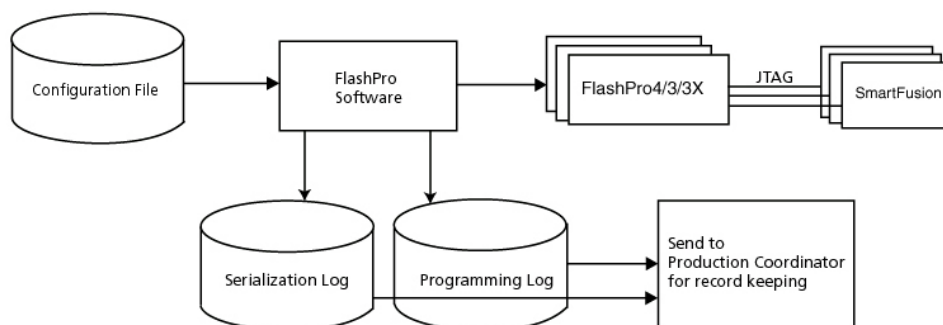 Configuration File
FlashPro
Software
FlashPro4/3/3X
JTAG
SmartFusion
Serialization Log
Programming Log
Send to
Production Coordinator
for record keeping